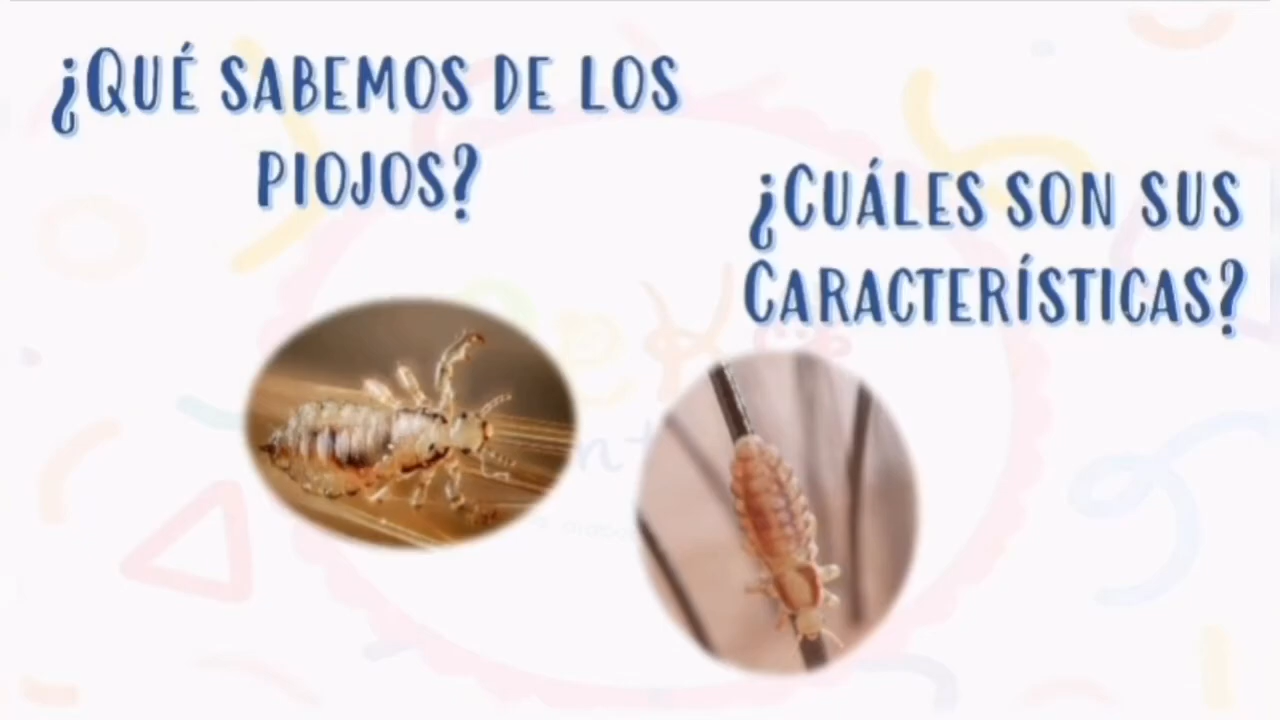 ¿QUÉ SABEMOS DE LOS
PIOJOS?
¿CUÁLES SON SUS
CARACTERÍSTICAS?